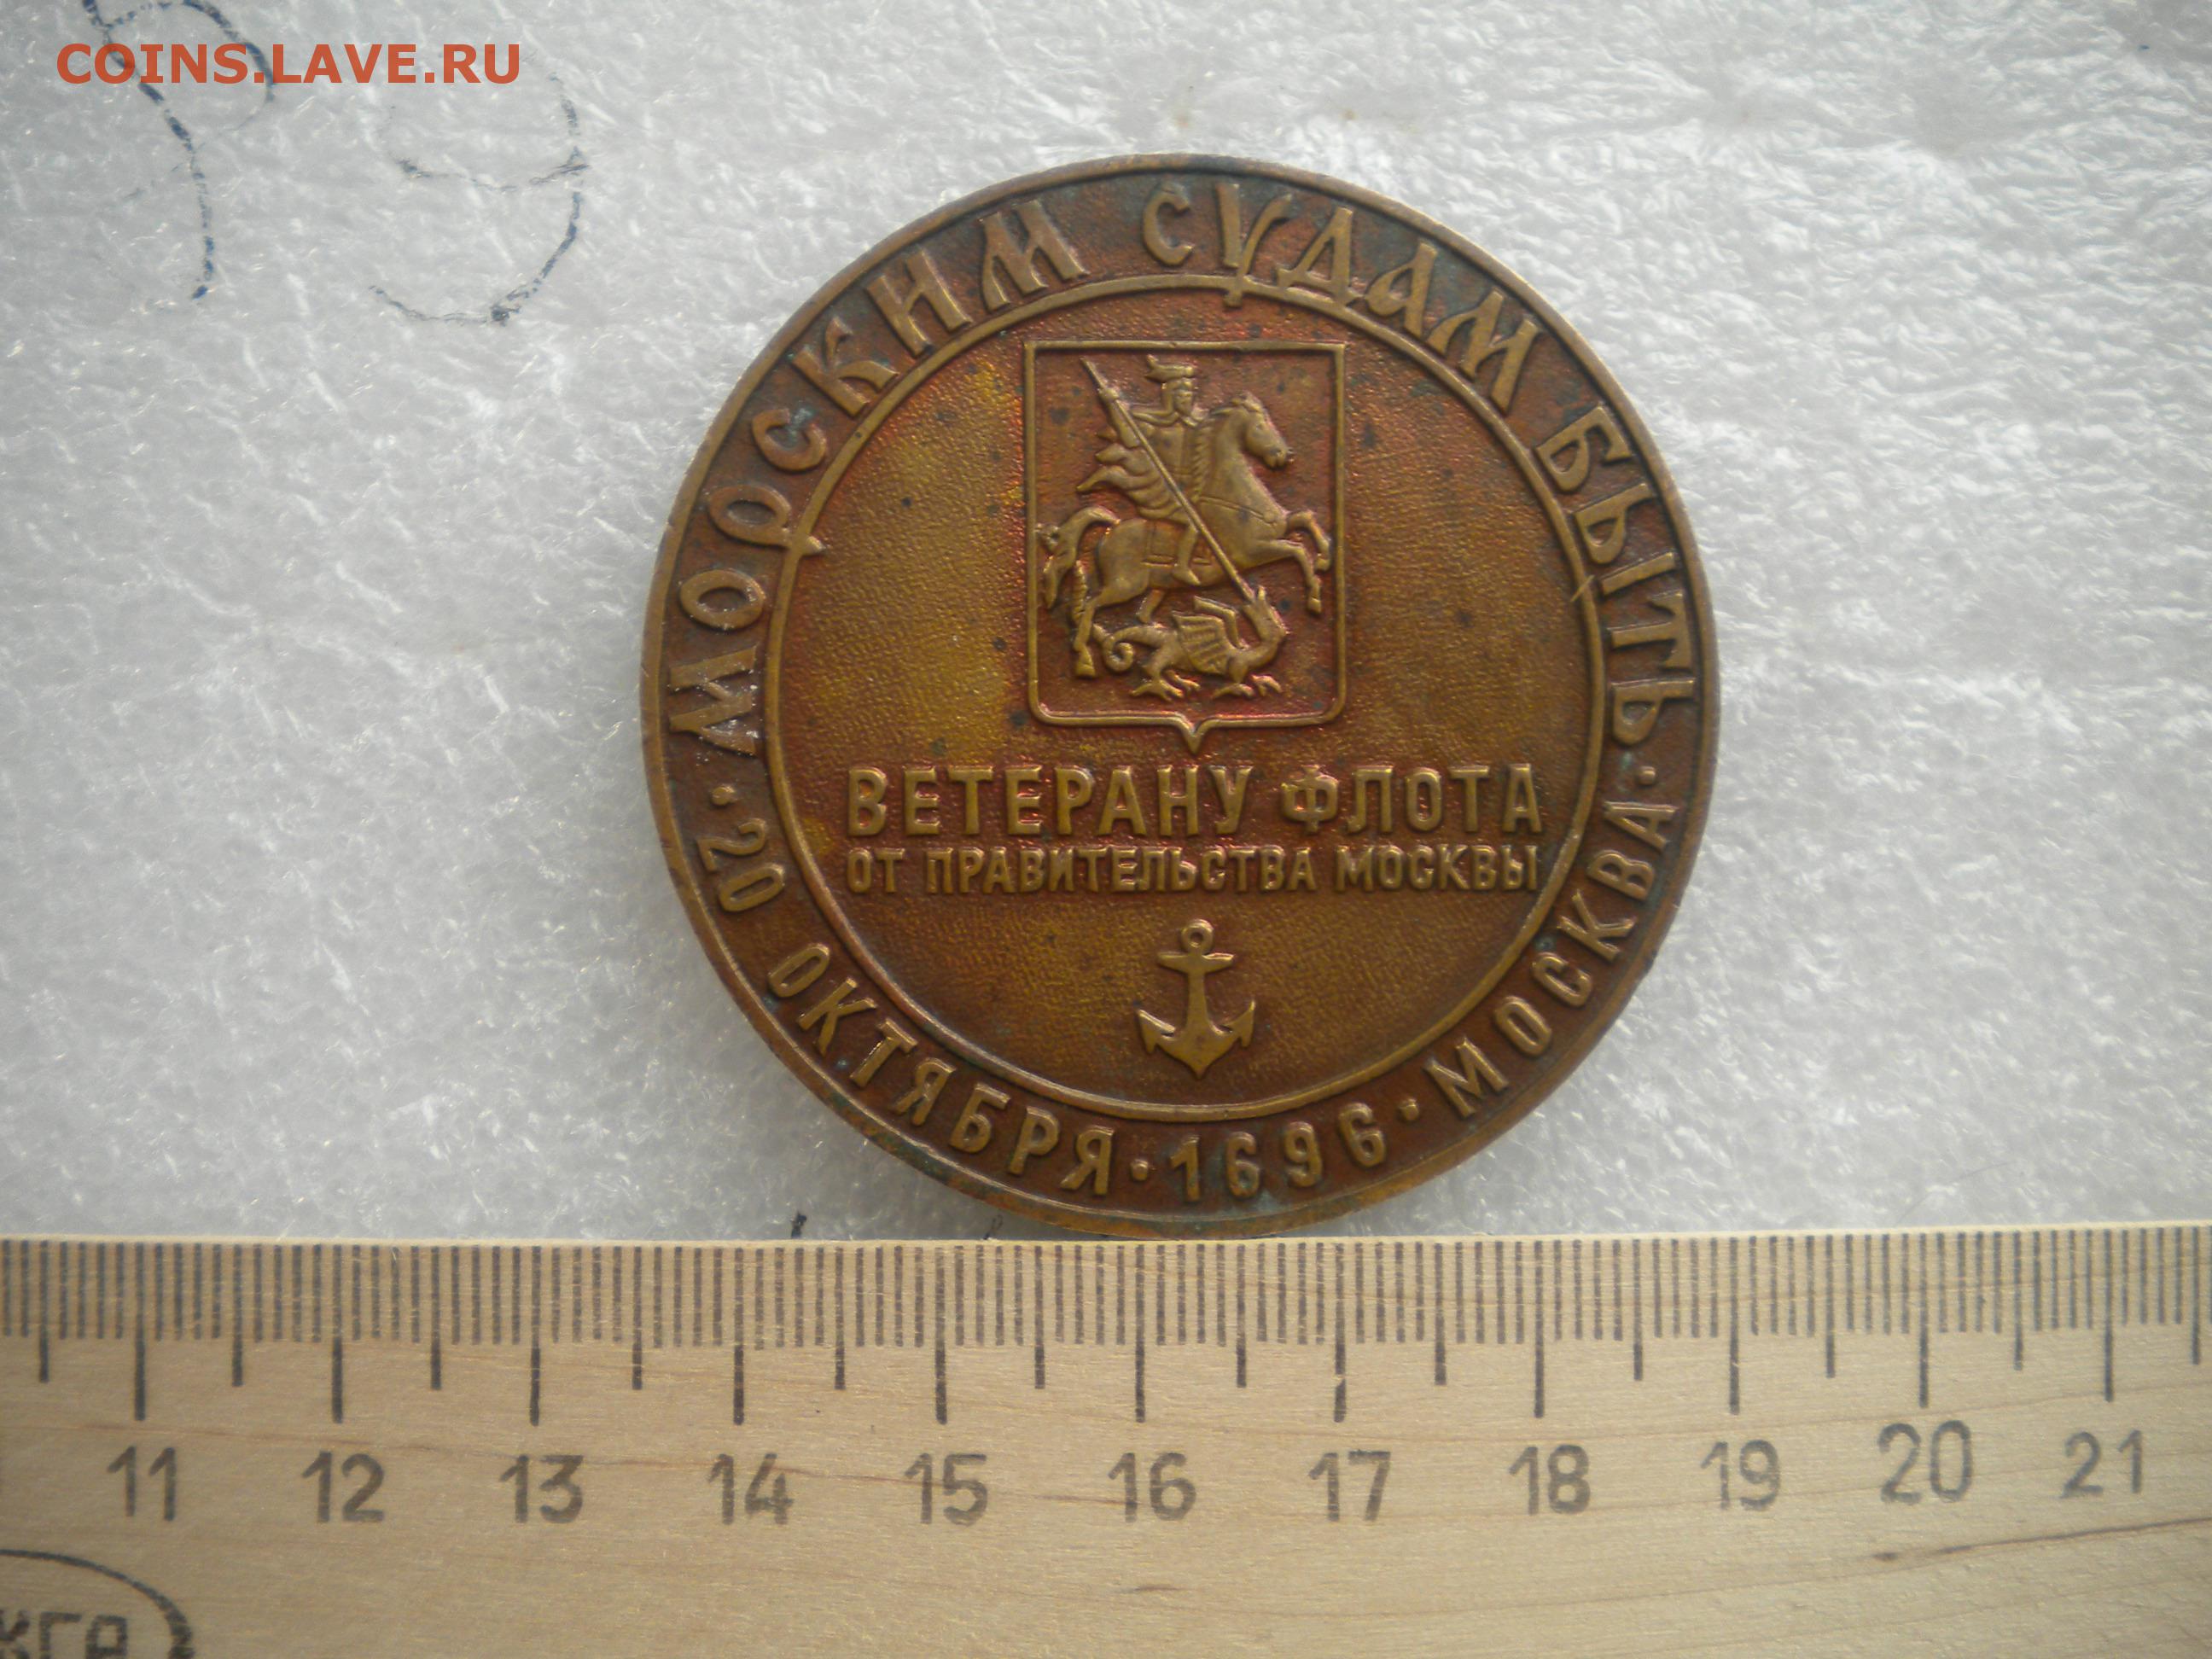 COINS.LAVE.RU
МОРСКИМ СУДАМ БЫТЬ
ВЕТЕРАНУ ФЛОТА
ОТ ПРАВИТЕЛЬСТВА МОСКВЫ
· 20 ОКТЯБРЯ · 1696 · МОСКВА ·
11 12 13 14 15 16 17 18 19 20 21